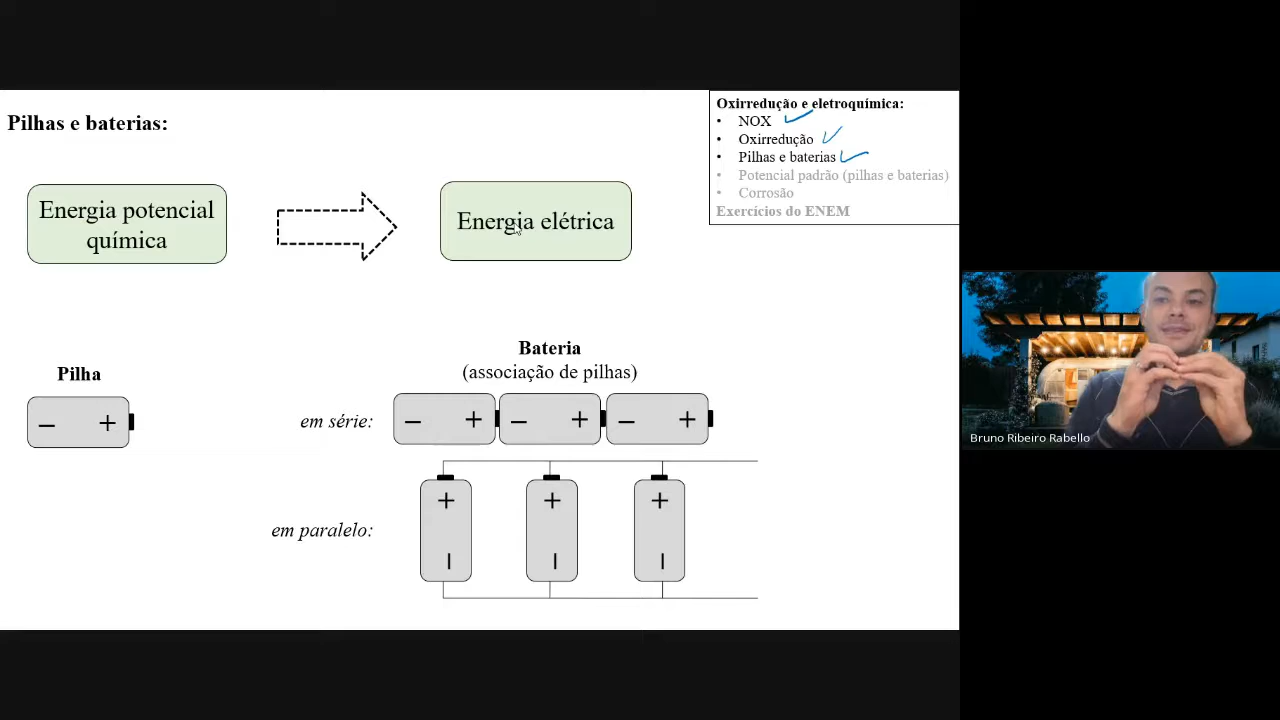 Pilhas e baterias:
Oxirredução e eletroquímica:
• NOX
• Oxirredução
• Pilhas e baterias
• Potencial padrão (pilhas e baterias)
• Corrosão
Exercícios do ENEM
Energia potencial
química
Energia elétrica
Pilha
− +
Bateria
(associação de pilhas)
em série:
− + − + − +
em paralelo:
+ + +
− − −
Bruno Ribeiro Rabello